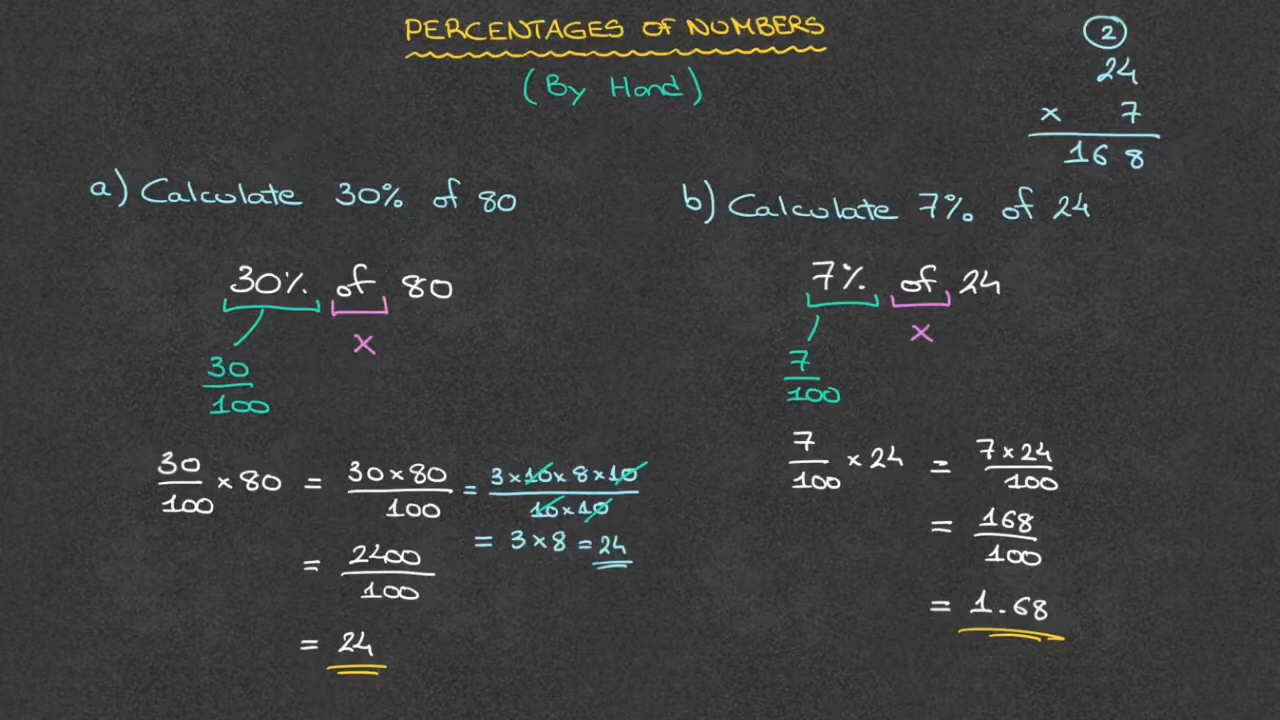 PERCENTAGES OF NUMBERS
(By Hand)
2
24
× 7
168
a) Calculate 30% of 80
30% of 80
×
30
100
30/100 × 80 = 30 × 80/100 = 3 × 10 × 8 × 10/10 × 10
= 3 × 8 = 24
= 2400/100
= 24
b) Calculate 7% of 24
7% of 24
×
7
100
7/100 × 24 = 7 × 24/100
= 168/100
= 1.68